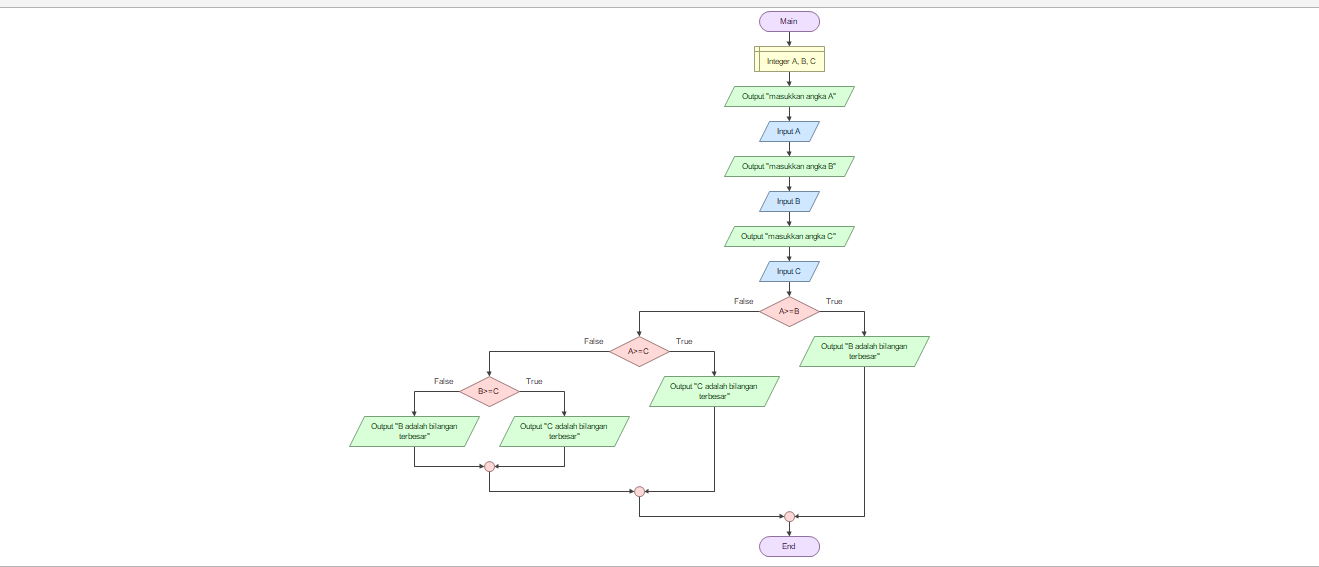 Main
Integer A, B, C
Output "masukkan angka A"
Input A
Output "masukkan angka B"
Input B
Output "masukkan angka C"
Input C
False
A>=B
True
False
A>=C
True
Output "B adalah bilangan
terbesar"
False
B>=C
True
Output "C adalah bilangan
terbesar"
Output "B adalah bilangan
terbesar"
Output "C adalah bilangan
terbesar"
End